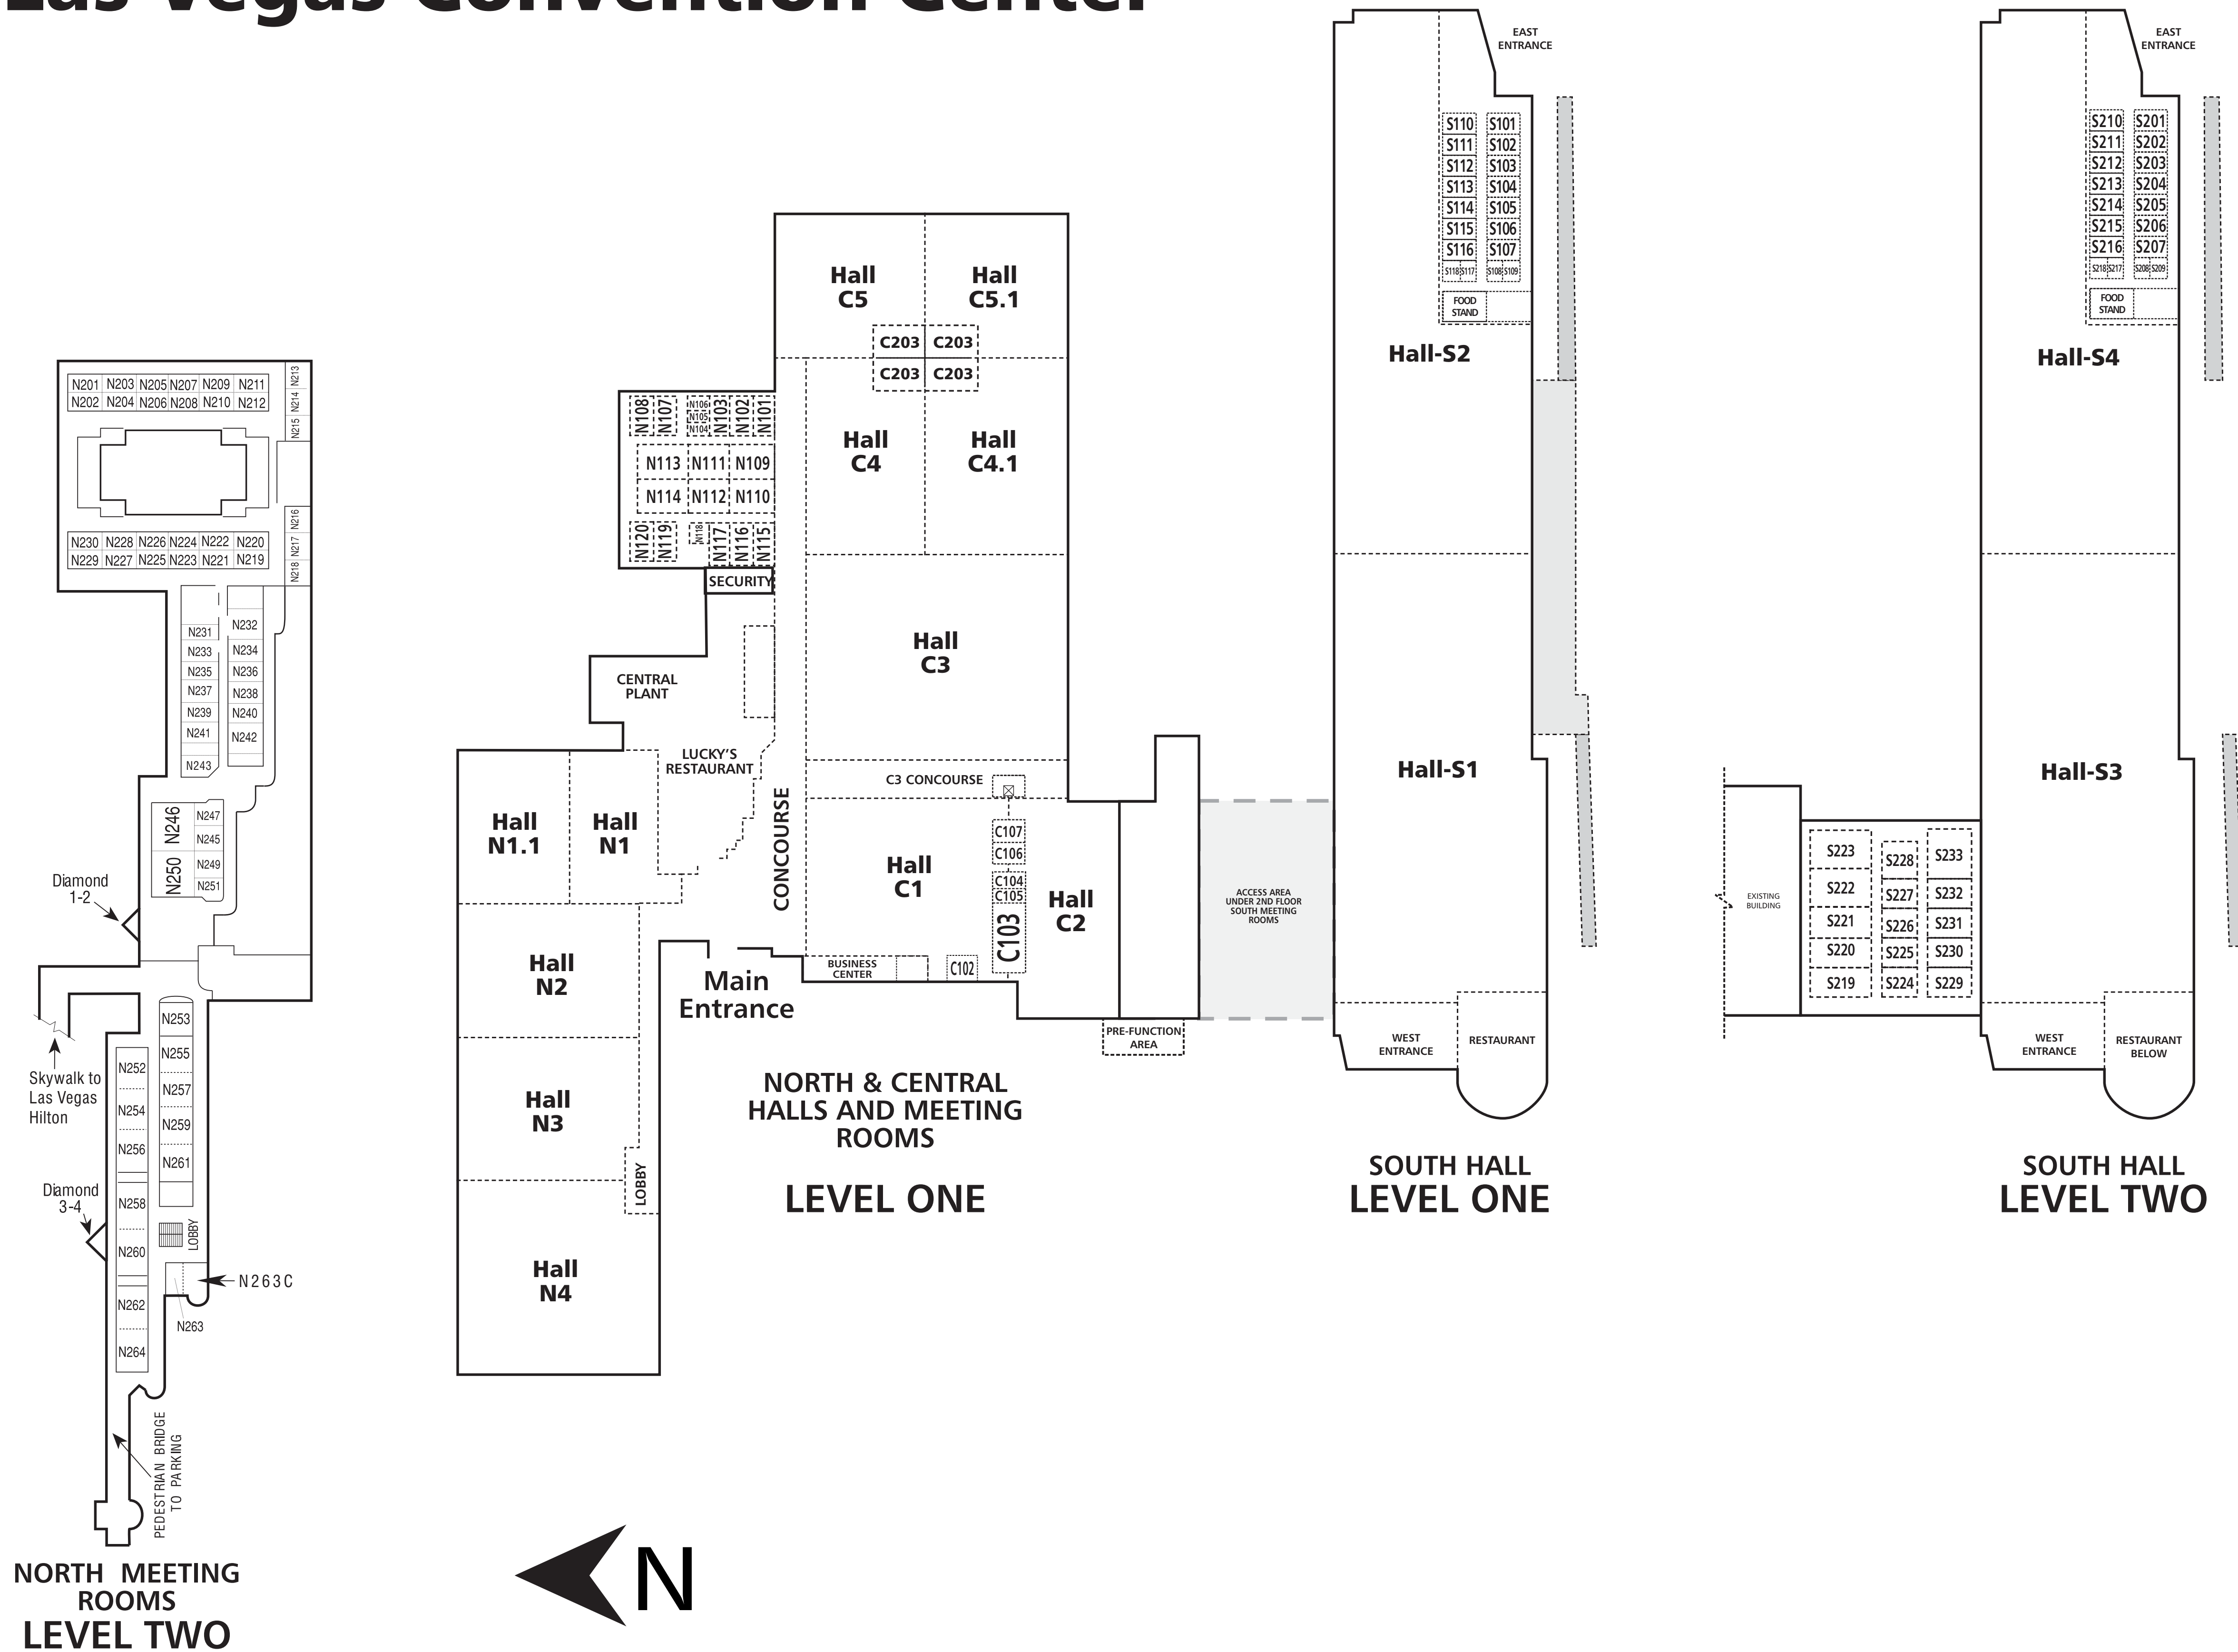 Las Vegas Convention Center
N201 N203 N205 N207 N209 N211
N202 N204 N206 N208 N210 N212
N213
N214
N215
N216
N217
N218
N230 N228 N226 N224 N222 N220
N229 N227 N225 N223 N221 N219
N231
N232
N233
N234
N235
N236
N237
N238
N239
N240
N241
N242
N243
N246
N247
N245
N250
N249
N251
Diamond
1-2
N253
N255
N257
N259
N261
N252
N254
N256
N258
N260
N262
N264
Skywalk to
Las Vegas
Hilton
Diamond
3-4
LOBBY
N263C
N263
PEDESTRIAN BRIDGE
TO PARKING
NORTH MEETING
ROOMS
LEVEL TWO
Hall
C5
Hall
C5.1
C203 C203
C203 C203
Hall
C4
Hall
C4.1
N108
N107
N106
N105
N104
N103
N102
N101
N113 N111 N109
N114 N112 N110
N120
N119
N118
N117
N116
N115
SECURITY
CENTRAL
PLANT
LUCKY'S
RESTAURANT
CONCOURSE
Hall
C3
C3 CONCOURSE
Hall
N1.1
Hall
N1
Hall
C1
C107
C106
C104
C105
C103
C102
Hall
C2
BUSINESS
CENTER
Main
Entrance
Hall
N2
Hall
N3
LOBBY
Hall
N4
PRE-FUNCTION
AREA
ACCESS AREA
UNDER 2ND FLOOR
SOUTH MEETING
ROOMS
NORTH & CENTRAL
HALLS AND MEETING
ROOMS
LEVEL ONE
N
EAST
ENTRANCE
S110 S101
S111 S102
S112 S103
S113 S104
S114 S105
S115 S106
S116 S107
S118 S117 S108 S109
FOOD
STAND
Hall-S2
Hall-S1
WEST
ENTRANCE
RESTAURANT
SOUTH HALL
LEVEL ONE
EAST
ENTRANCE
S210 S201
S211 S202
S212 S203
S213 S204
S214 S205
S215 S206
S216 S207
S218 S217 S208 S209
FOOD
STAND
Hall-S4
Hall-S3
EXISTING
BUILDING
S223 S228 S233
S222 S227 S232
S221 S226 S231
S220 S225 S230
S219 S224 S229
WEST
ENTRANCE
RESTAURANT
BELOW
SOUTH HALL
LEVEL TWO